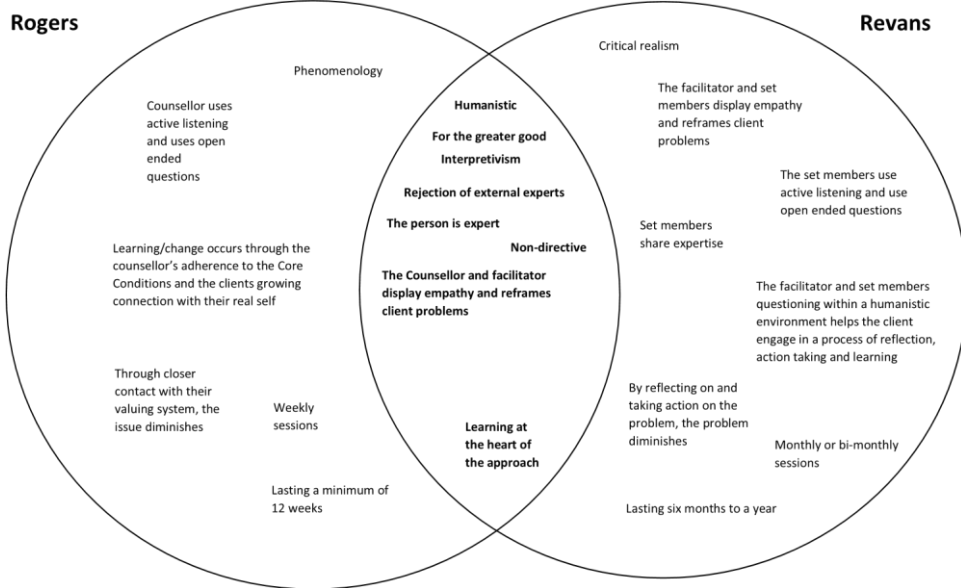 Rogers
Revans
Phenomenology
Counsellor uses
active listening
and uses open
ended
questions
Learning/change occurs through the
counsellor's adherence to the Core
Conditions and the clients growing
connection with their real self
Through closer
contact with their
valuing system, the
issue diminishes
Weekly
sessions
Lasting a minimum of
12 weeks
Humanistic
For the greater good
Interpretivism
Rejection of external experts
The person is expert
Non-directive
The Counsellor and facilitator
display empathy and reframes
client problems
Learning at
the heart of
the approach
Critical realism
The facilitator and set
members display empathy
and reframes client
problems
The set members use
active listening and use
open ended questions
Set members
share expertise
The facilitator and set members
questioning within a humanistic
environment helps the client
engage in a process of reflection,
action taking and learning
By reflecting on and
taking action on the
problem, the problem
diminishes
Monthly or bi-monthly
sessions
Lasting six months to a year